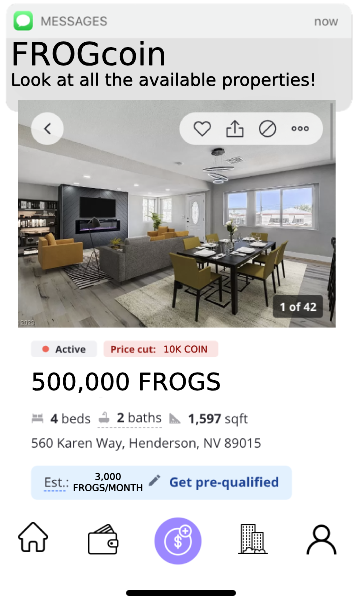 MESSAGES now
FROGcoin
Look at all the available properties!
1 of 42
Active Price cut: 10K COIN
500,000 FROGS
4 beds 2 baths 1,597 sqft
560 Karen Way, Henderson, NV 89015
Est.: 3,000 FROGS/MONTH Get pre-qualified
$